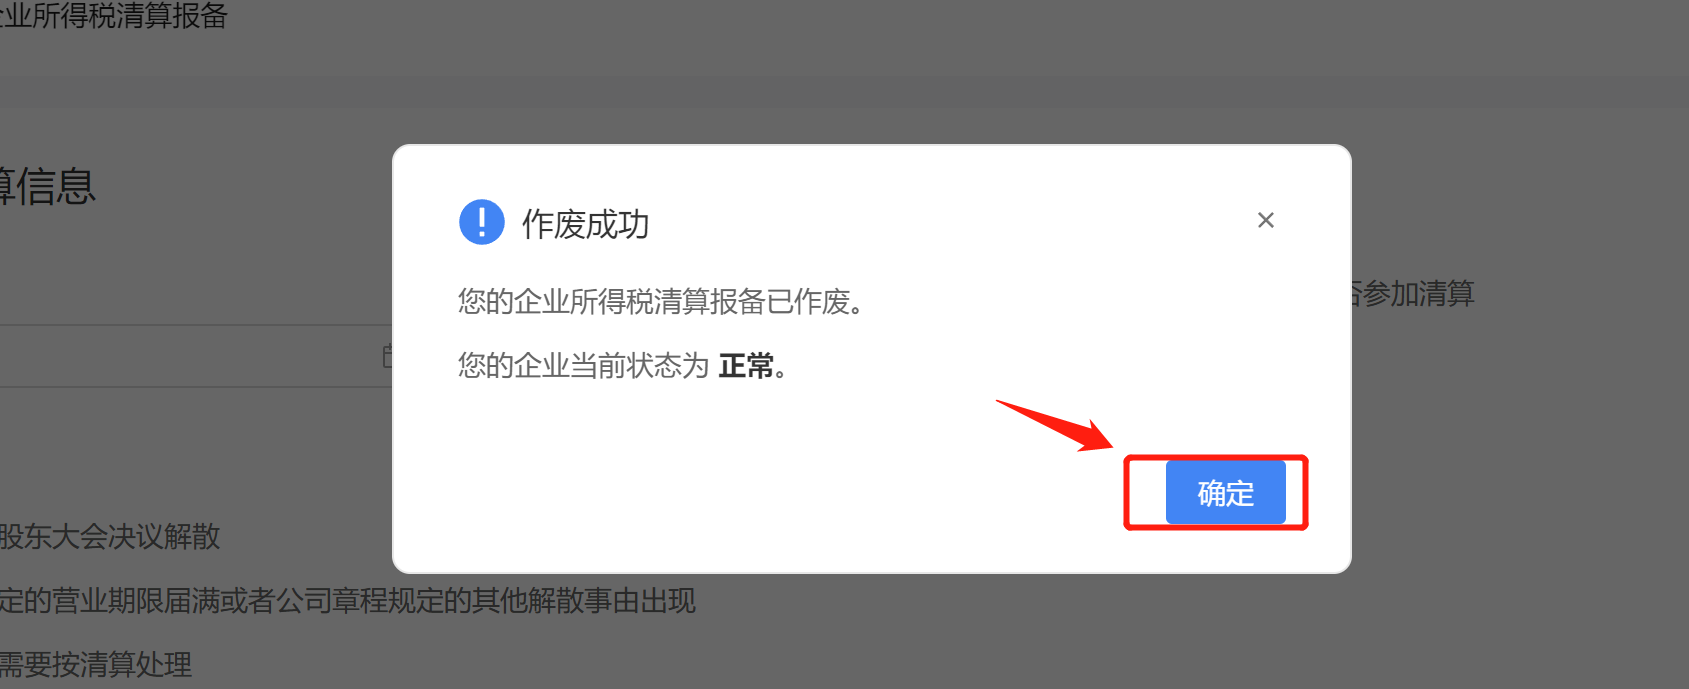 企业所得税清算报备
算信息
作废成功
您的企业所得税清算报备已作废。
否参加清算
您的企业当前状态为 正常。
确定
股东大会决议解散
定的营业期限届满或者公司章程规定的其他解散事由出现
需要按清算处理